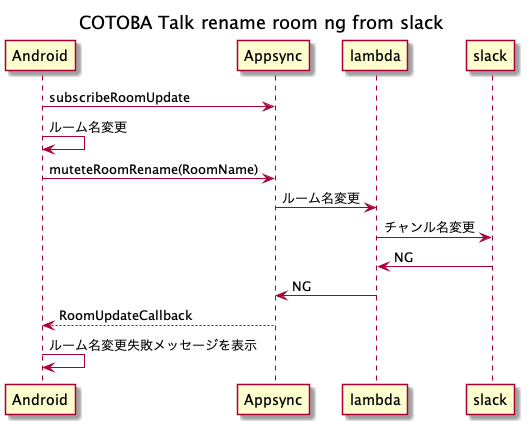 COTOBA Talk rename room ng from slack
Android Appsync lambda slack
subscribeRoomUpdate
ルーム名変更
muteteRoomRename(RoomName)
ルーム名変更
チャンル名変更
NG
NG
RoomUpdateCallback
ルーム名変更失敗メッセージを表示
Android Appsync lambda slack